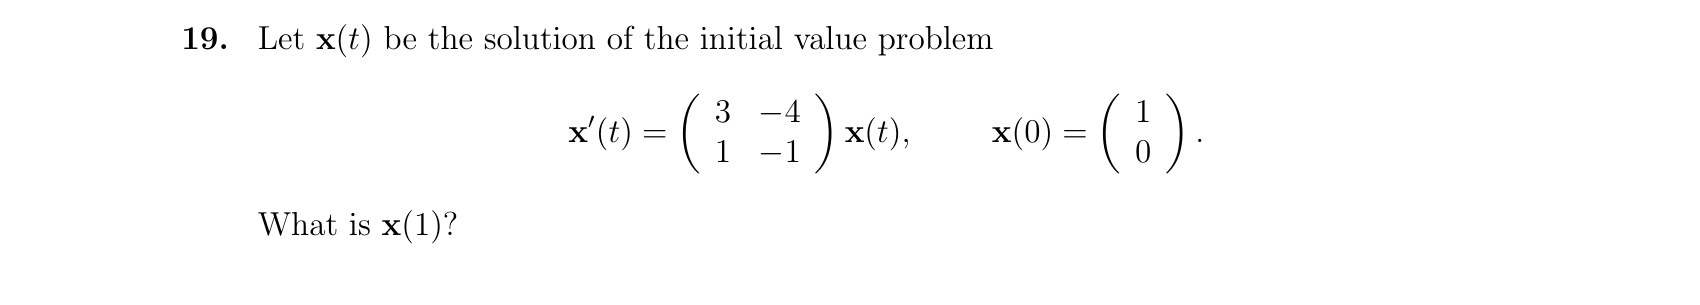 19. Let x(t) be the solution of the initial value problem
x′(t) = ( 3 −4 ; 1 −1 ) x(t), x(0) = ( 1 ; 0 ).
What is x(1)?